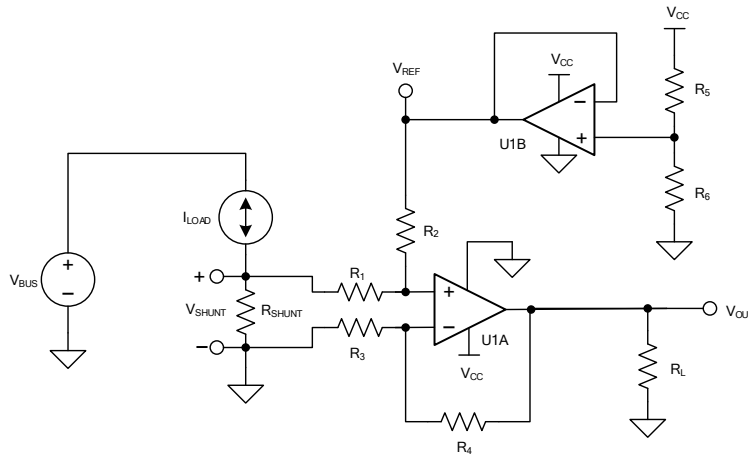 VCC
VREF
VCC
R5
U1B
R6
ILOAD
R2
VBUS
R1
VSHUNT
RSHUNT
R3
U1A
VCC
VOU
RL
R4